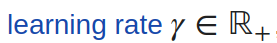 learning rate γ ∈ ℝ₊